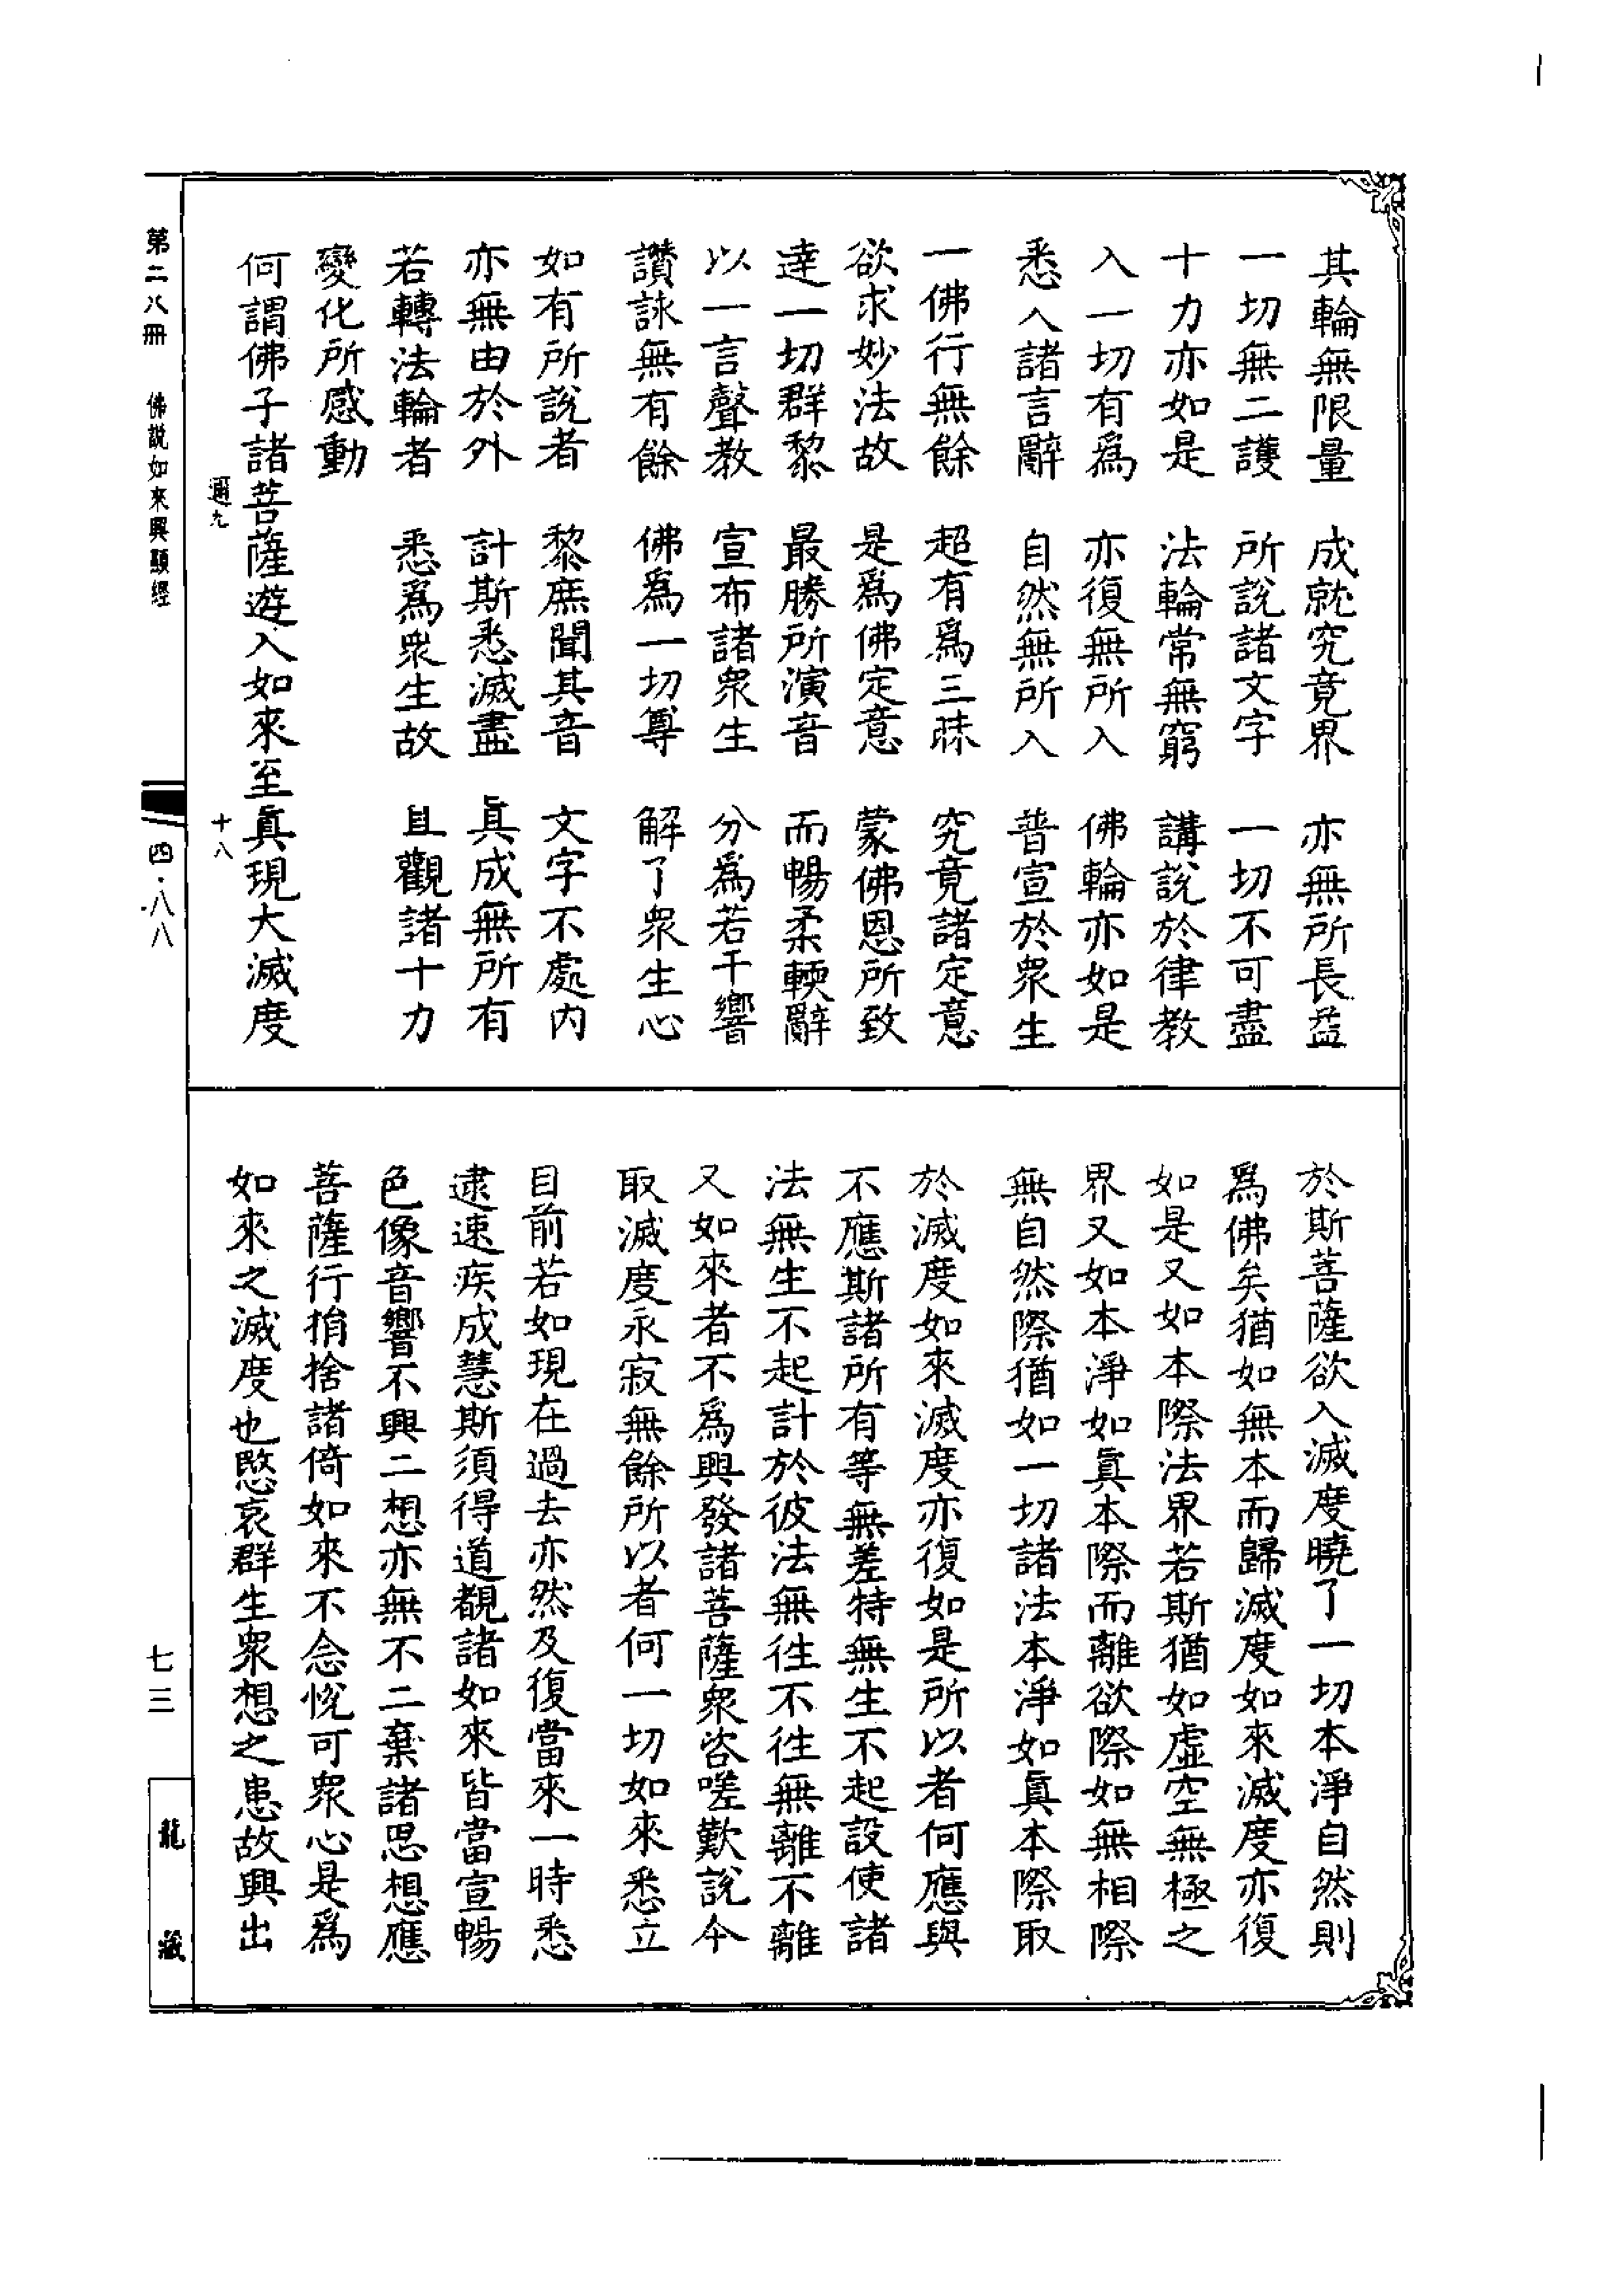 其輪無限量　成就究竟界　亦無所長益
一切無二護　所說諸文字　一切不可盡
十力亦如是　法輪常無窮　講說於律教
入一切有爲　亦復無所入　佛輪亦如是
悉入諸言辭　自然無所入　普宣於衆生
一佛行無餘　超有爲三昧　究竟諸定意
欲求妙法故　是爲佛定意　蒙佛恩所致
達一切群黎　最勝所演音　而暢柔輭辭
以一言聲教　宣布諸衆生　分爲若干響
讚詠無有餘　佛爲一切尊　解了衆生心
如有所說者　黎庶聞其音　文字不處內
亦無由於外　計斯悉滅盡　真成無所有
若轉法輪者　悉爲衆生故　且觀諸十力
變化所感動
何謂佛子諸菩薩遊入如來至真現大滅度
邇九　十八
於斯菩薩欲入滅度曉了一切本淨自然則
爲佛矣猶如無本而歸滅度如來滅度亦復
如是又如本際法界若斯猶如虛空無極之
界又如本淨如真本際而離欲際如無相際
無自然際猶如一切諸法本淨如真本際取
於滅度如來滅度亦復如是所以者何應與
不應斯諸所有等無差特無生不起設使諸
法無生不起計於彼法無往不往無離不離
又如來者不爲興發諸菩薩衆咨嗟歎說今
取滅度永寂無餘所以者何一切如來悉立
目前若如現在過去亦然及復當來一時悉
逮速疾成慧斯須得道覩諸如來皆當宣暢
色像音響不興二想亦無不二棄諸思想應
菩薩行捐捨諸倚如來不念悅可衆心是爲
如來之滅度也愍哀群生衆想之患故興出
第二八冊　佛說如來興顯經
四·八八
七三
龍藏